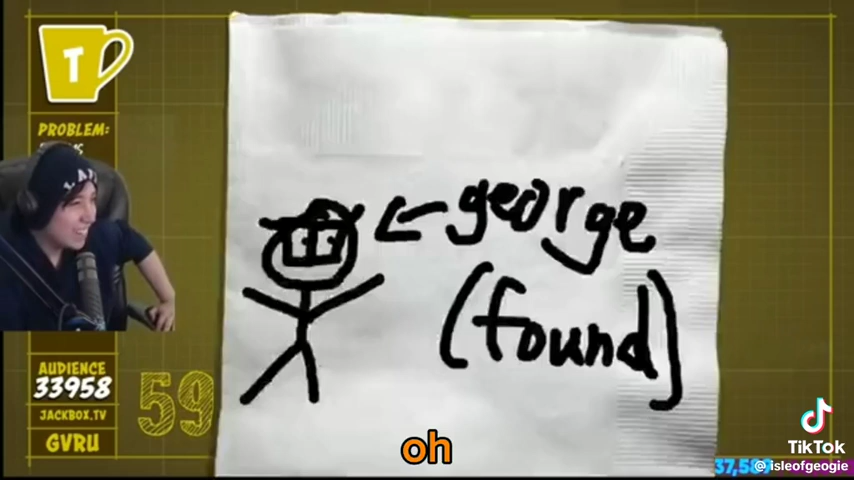 T
PROBLEM:
← george
(found)
AUDIENCE
33958
JACKBOX.TV
GVRU
59
oh
TikTok
@isleofgeogie